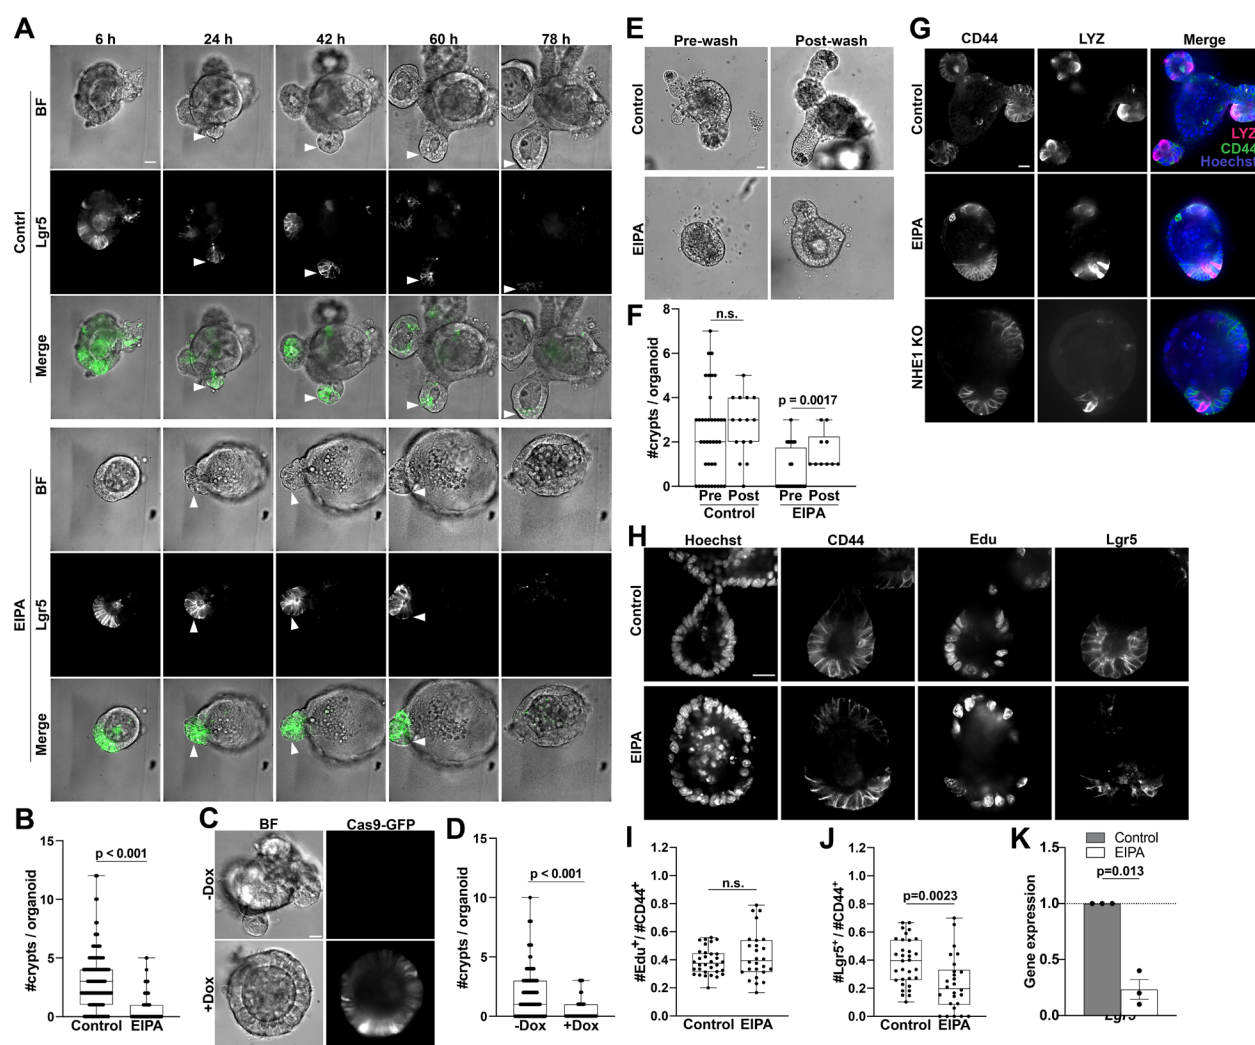 A
6 h 24 h 42 h 60 h 78 h
BF
Contrl
Lgr5
Merge
BF
EIPA
Lgr5
Merge
B
#crypts / organoid
15
10
5
0
p < 0.001
Control EIPA
C
BF Cas9-GFP
-Dox
+Dox
D
#crypts / organoid
15
10
5
0
p < 0.001
-Dox +Dox
E
Pre-wash Post-wash
Control
EIPA
F
#crypts / organoid
8
6
4
2
0
n.s.
p = 0.0017
Pre Post Pre Post
Control EIPA
G
CD44 LYZ Merge
Control
LYZ
CD44
Hoechst
EIPA
NHE1 KO
H
Hoechst CD44 Edu Lgr5
Control
EIPA
I
#Edu+/ #CD44+
1.2
1.0
0.8
0.6
0.4
0.2
0.0
n.s.
Control EIPA
J
#Lgr5+/ #CD44+
1.2
1.0
0.8
0.6
0.4
0.2
0.0
p=0.0023
Control EIPA
K
Control
EIPA
Gene expression
1.5
1.0
0.5
0.0
p=0.013
Lgr5